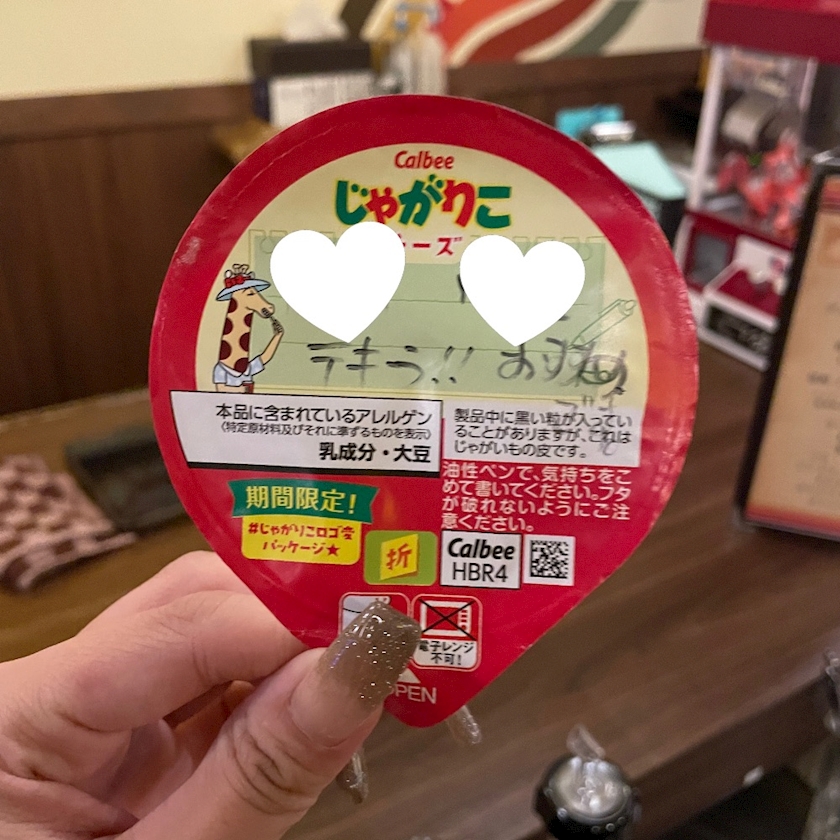 Calbee
じゃがりこ
ーズ
テキーラ!!
本品に含まれているアレルゲン
〈特定原材料及びそれに準ずるものを表示〉
乳成分・大豆
製品中に黒い粒が入ってい
ることがありますが、これは
じゃがいもの皮です。
油性ペンで、気持ちをこ
めて書いてください。フタ
が破れないようにご注
意ください。
期間限定!
#じゃがりこロゴ変
パッケージ★
折
Calbee
HBR4
電子レンジ
不可!
OPEN